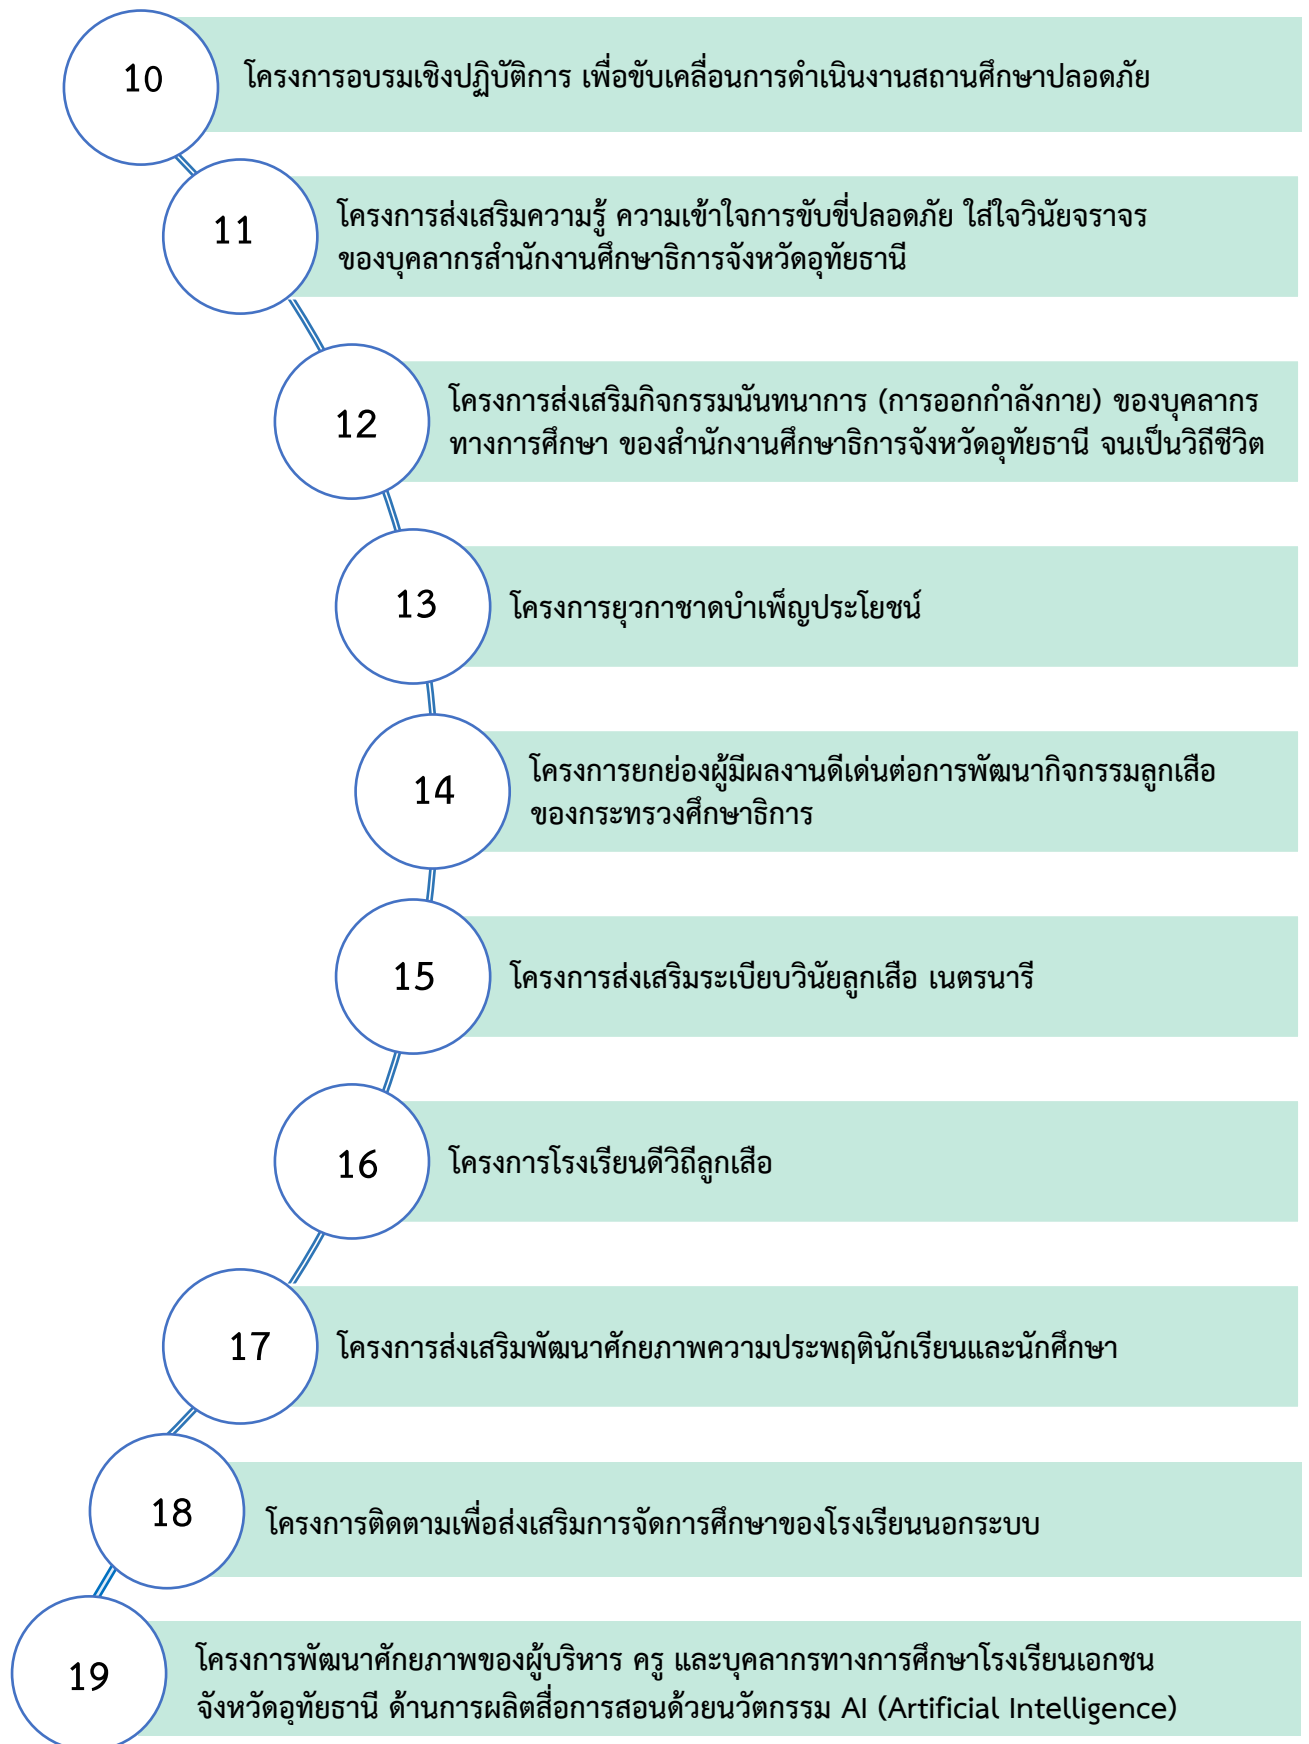 10
โครงการอบรมเชิงปฏิบัติการ เพื่อขับเคลื่อนการดำเนินงานสถานศึกษาปลอดภัย
11
โครงการส่งเสริมความรู้ ความเข้าใจการขับขี่ปลอดภัย ใส่ใจวินัยจราจร
ของบุคลากรสำนักงานศึกษาธิการจังหวัดอุทัยธานี
12
โครงการส่งเสริมกิจกรรมนันทนาการ (การออกกำลังกาย) ของบุคลากร
ทางการศึกษา ของสำนักงานศึกษาธิการจังหวัดอุทัยธานี จนเป็นวิถีชีวิต
13
โครงการยุวกาชาดบำเพ็ญประโยชน์
14
โครงการยกย่องผู้มีผลงานดีเด่นต่อการพัฒนากิจกรรมลูกเสือ
ของกระทรวงศึกษาธิการ
15
โครงการส่งเสริมระเบียบวินัยลูกเสือ เนตรนารี
16
โครงการโรงเรียนดีวิถีลูกเสือ
17
โครงการส่งเสริมพัฒนาศักยภาพความประพฤตินักเรียนและนักศึกษา
18
โครงการติดตามเพื่อส่งเสริมการจัดการศึกษาของโรงเรียนนอกระบบ
19
โครงการพัฒนาศักยภาพของผู้บริหาร ครู และบุคลากรทางการศึกษาโรงเรียนเอกชน
จังหวัดอุทัยธานี ด้านการผลิตสื่อการสอนด้วยนวัตกรรม AI (Artificial Intelligence)